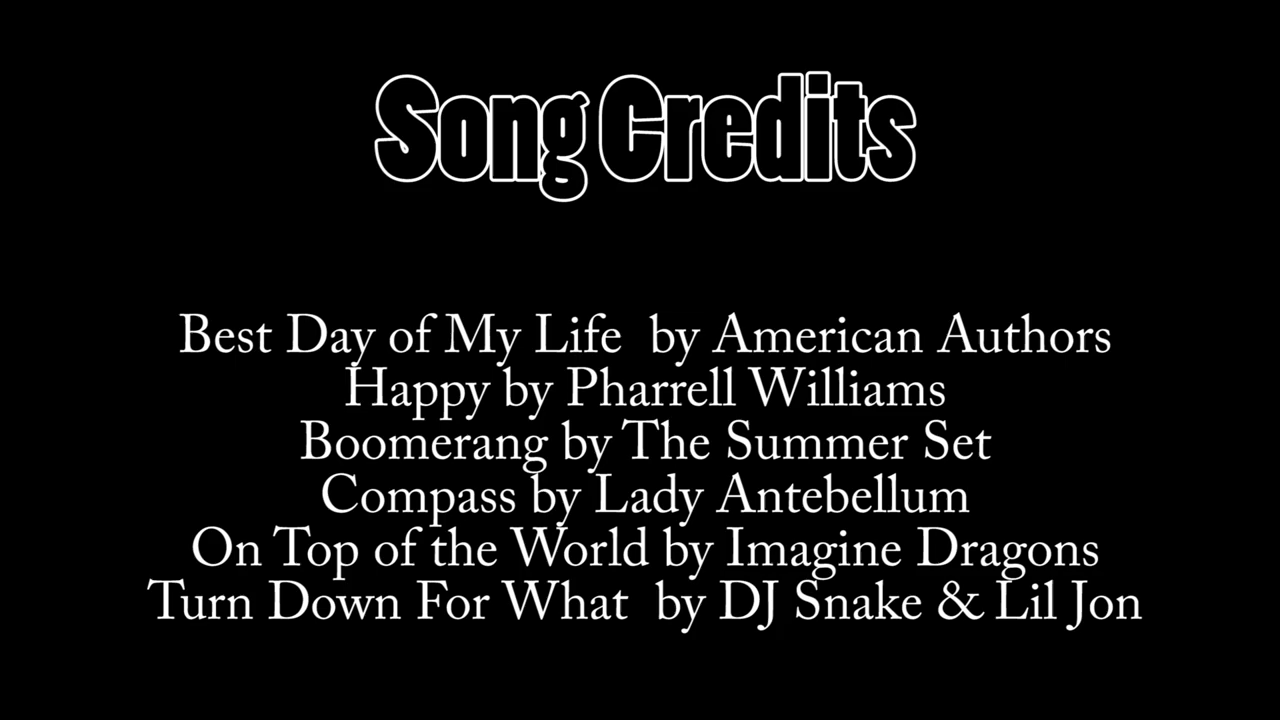 Song Credits
Best Day of My Life  by American Authors
Happy by Pharrell Williams
Boomerang by The Summer Set
Compass by Lady Antebellum
On Top of the World by Imagine Dragons
Turn Down For What  by DJ Snake & Lil Jon